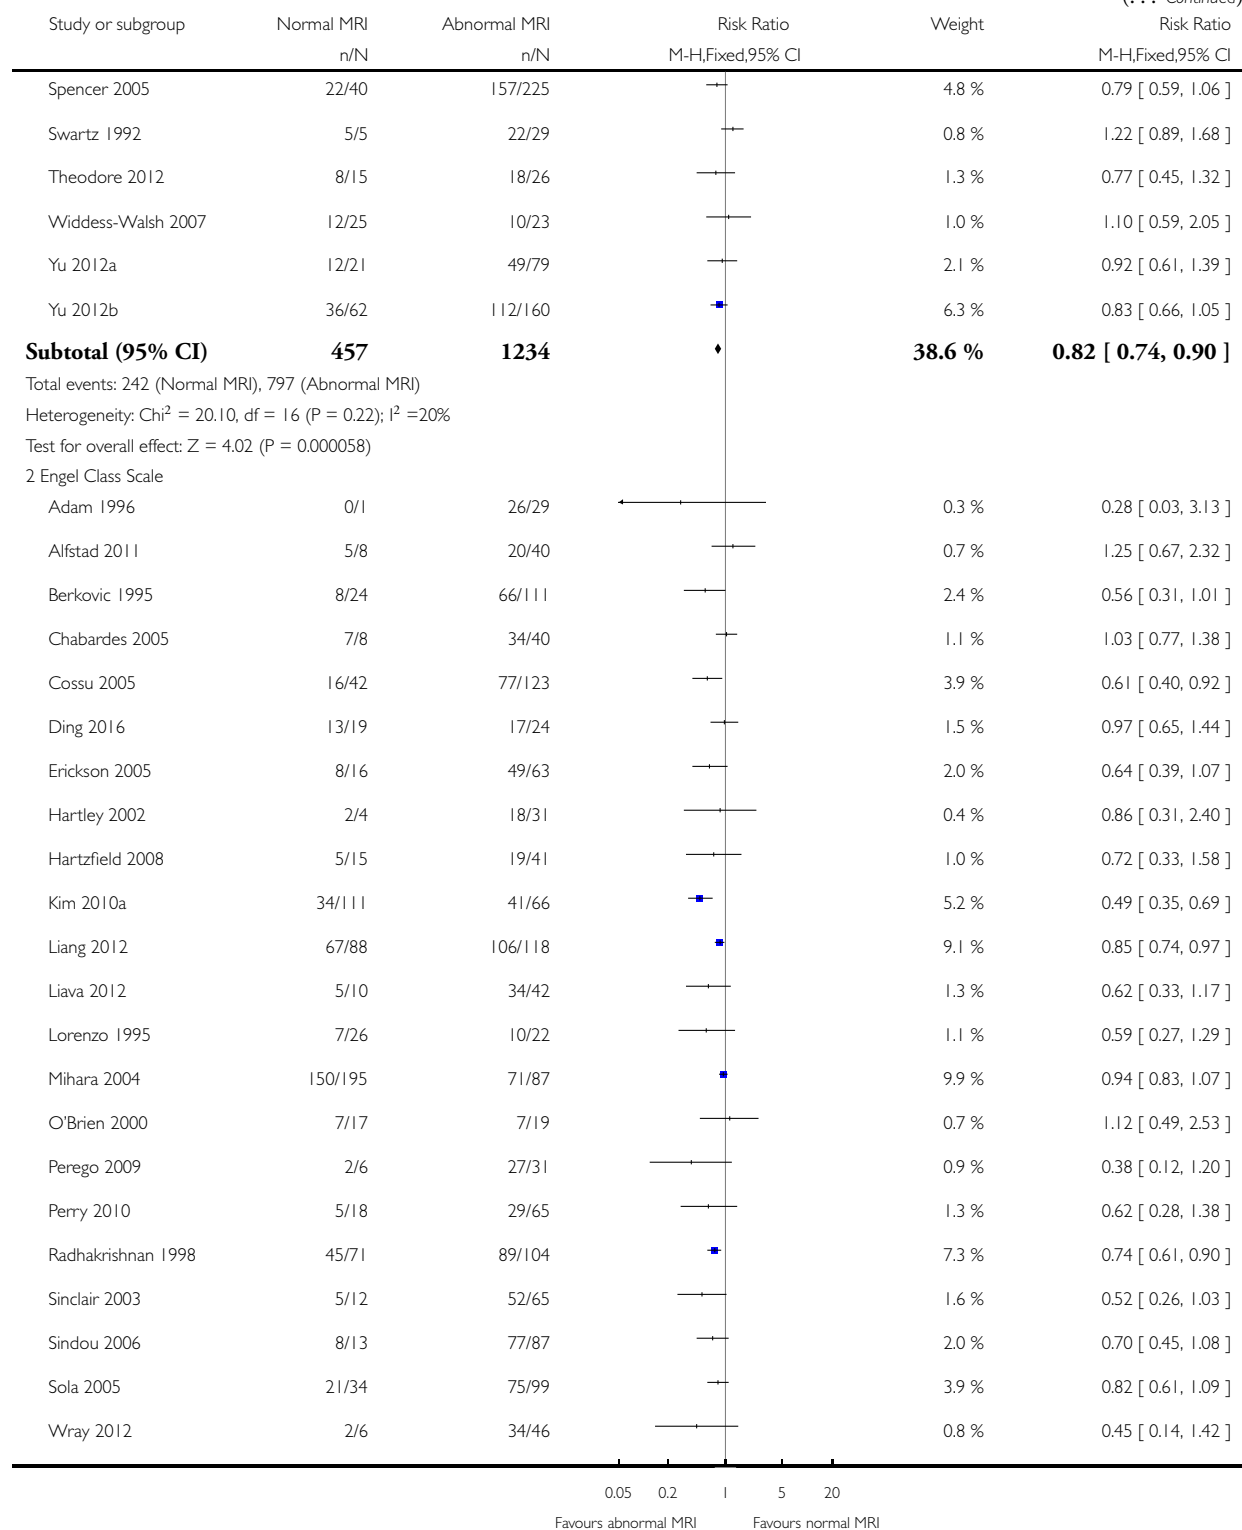 (... Continued)
Study or subgroup Normal MRI Abnormal MRI Risk Ratio Weight Risk Ratio
n/N n/N M-H,Fixed,95% CI M-H,Fixed,95% CI
Spencer 2005 22/40 157/225 4.8 % 0.79 [ 0.59, 1.06 ]
Swartz 1992 5/5 22/29 0.8 % 1.22 [ 0.89, 1.68 ]
Theodore 2012 8/15 18/26 1.3 % 0.77 [ 0.45, 1.32 ]
Widdess-Walsh 2007 12/25 10/23 1.0 % 1.10 [ 0.59, 2.05 ]
Yu 2012a 12/21 49/79 2.1 % 0.92 [ 0.61, 1.39 ]
Yu 2012b 36/62 112/160 6.3 % 0.83 [ 0.66, 1.05 ]
Subtotal (95% CI) 457 1234 38.6 % 0.82 [ 0.74, 0.90 ]
Total events: 242 (Normal MRI), 797 (Abnormal MRI)
Heterogeneity: Chi² = 20.10, df = 16 (P = 0.22); I² =20%
Test for overall effect: Z = 4.02 (P = 0.000058)
2 Engel Class Scale
Adam 1996 0/1 26/29 0.3 % 0.28 [ 0.03, 3.13 ]
Alfstad 2011 5/8 20/40 0.7 % 1.25 [ 0.67, 2.32 ]
Berkovic 1995 8/24 66/111 2.4 % 0.56 [ 0.31, 1.01 ]
Chabardes 2005 7/8 34/40 1.1 % 1.03 [ 0.77, 1.38 ]
Cossu 2005 16/42 77/123 3.9 % 0.61 [ 0.40, 0.92 ]
Ding 2016 13/19 17/24 1.5 % 0.97 [ 0.65, 1.44 ]
Erickson 2005 8/16 49/63 2.0 % 0.64 [ 0.39, 1.07 ]
Hartley 2002 2/4 18/31 0.4 % 0.86 [ 0.31, 2.40 ]
Hartzfield 2008 5/15 19/41 1.0 % 0.72 [ 0.33, 1.58 ]
Kim 2010a 34/111 41/66 5.2 % 0.49 [ 0.35, 0.69 ]
Liang 2012 67/88 106/118 9.1 % 0.85 [ 0.74, 0.97 ]
Liava 2012 5/10 34/42 1.3 % 0.62 [ 0.33, 1.17 ]
Lorenzo 1995 7/26 10/22 1.1 % 0.59 [ 0.27, 1.29 ]
Mihara 2004 150/195 71/87 9.9 % 0.94 [ 0.83, 1.07 ]
O'Brien 2000 7/17 7/19 0.7 % 1.12 [ 0.49, 2.53 ]
Perego 2009 2/6 27/31 0.9 % 0.38 [ 0.12, 1.20 ]
Perry 2010 5/18 29/65 1.3 % 0.62 [ 0.28, 1.38 ]
Radhakrishnan 1998 45/71 89/104 7.3 % 0.74 [ 0.61, 0.90 ]
Sinclair 2003 5/12 52/65 1.6 % 0.52 [ 0.26, 1.03 ]
Sindou 2006 8/13 77/87 2.0 % 0.70 [ 0.45, 1.08 ]
Sola 2005 21/34 75/99 3.9 % 0.82 [ 0.61, 1.09 ]
Wray 2012 2/6 34/46 0.8 % 0.45 [ 0.14, 1.42 ]
0.05 0.2 1 5 20
Favours abnormal MRI Favours normal MRI